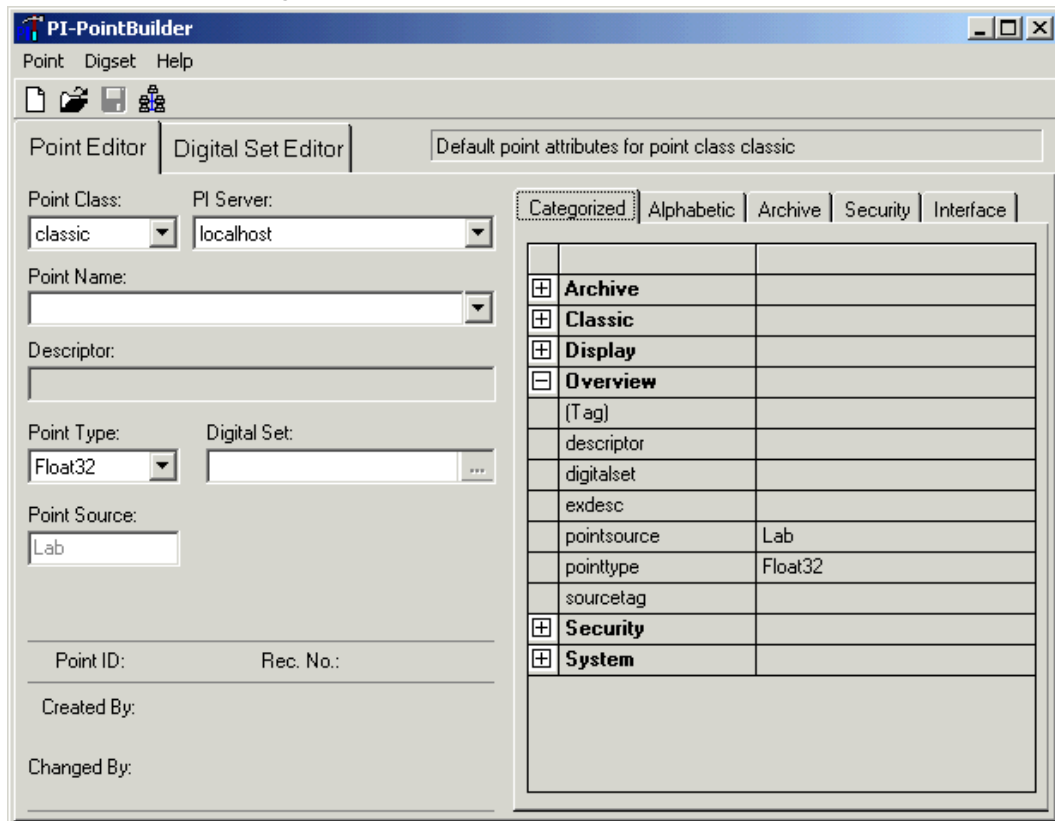 PI-PointBuilder
Point Digset Help
Point Editor Digital Set Editor Default point attributes for point class classic
Point Class: PI Server:
classic localhost
Point Name:
Descriptor:
Point Type: Digital Set:
Float32 ...
Point Source:
Lab
Point ID: Rec. No.:
Created By:
Changed By:
Categorized Alphabetic Archive Security Interface
Archive
Classic
Display
Overview
(Tag)
descriptor
digitalset
exdesc
pointsource Lab
pointtype Float32
sourcetag
Security
System